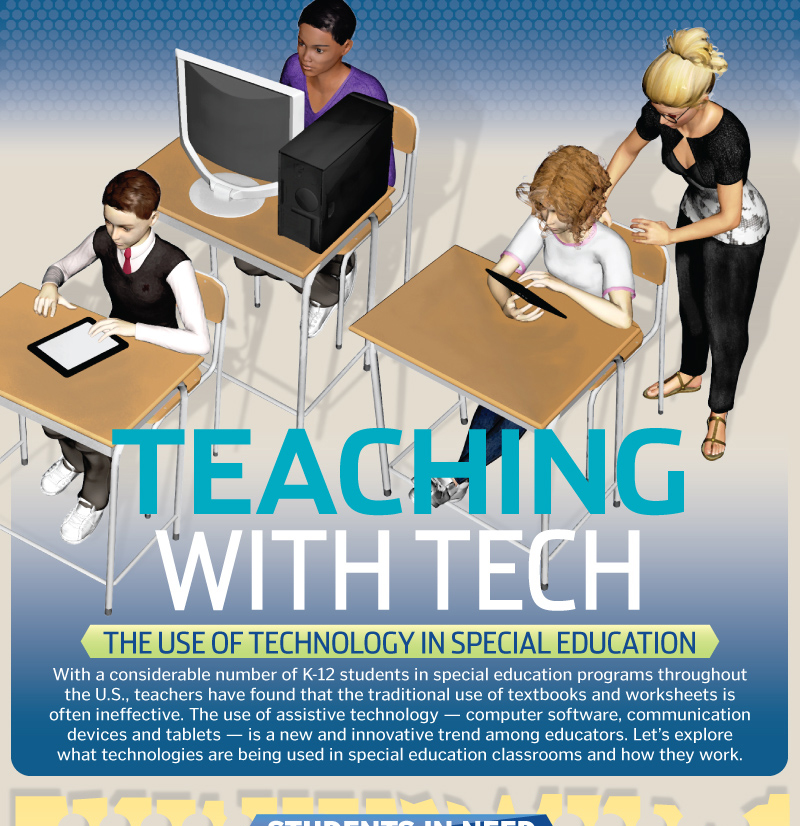 TEACHING
WITH TECH
THE USE OF TECHNOLOGY IN SPECIAL EDUCATION
With a considerable number of K-12 students in special education programs throughout
the U.S., teachers have found that the traditional use of textbooks and worksheets is
often ineffective. The use of assistive technology — computer software, communication
devices and tablets — is a new and innovative trend among educators. Let's explore
what technologies are being used in special education classrooms and how they work.
STUDENTS IN NEED